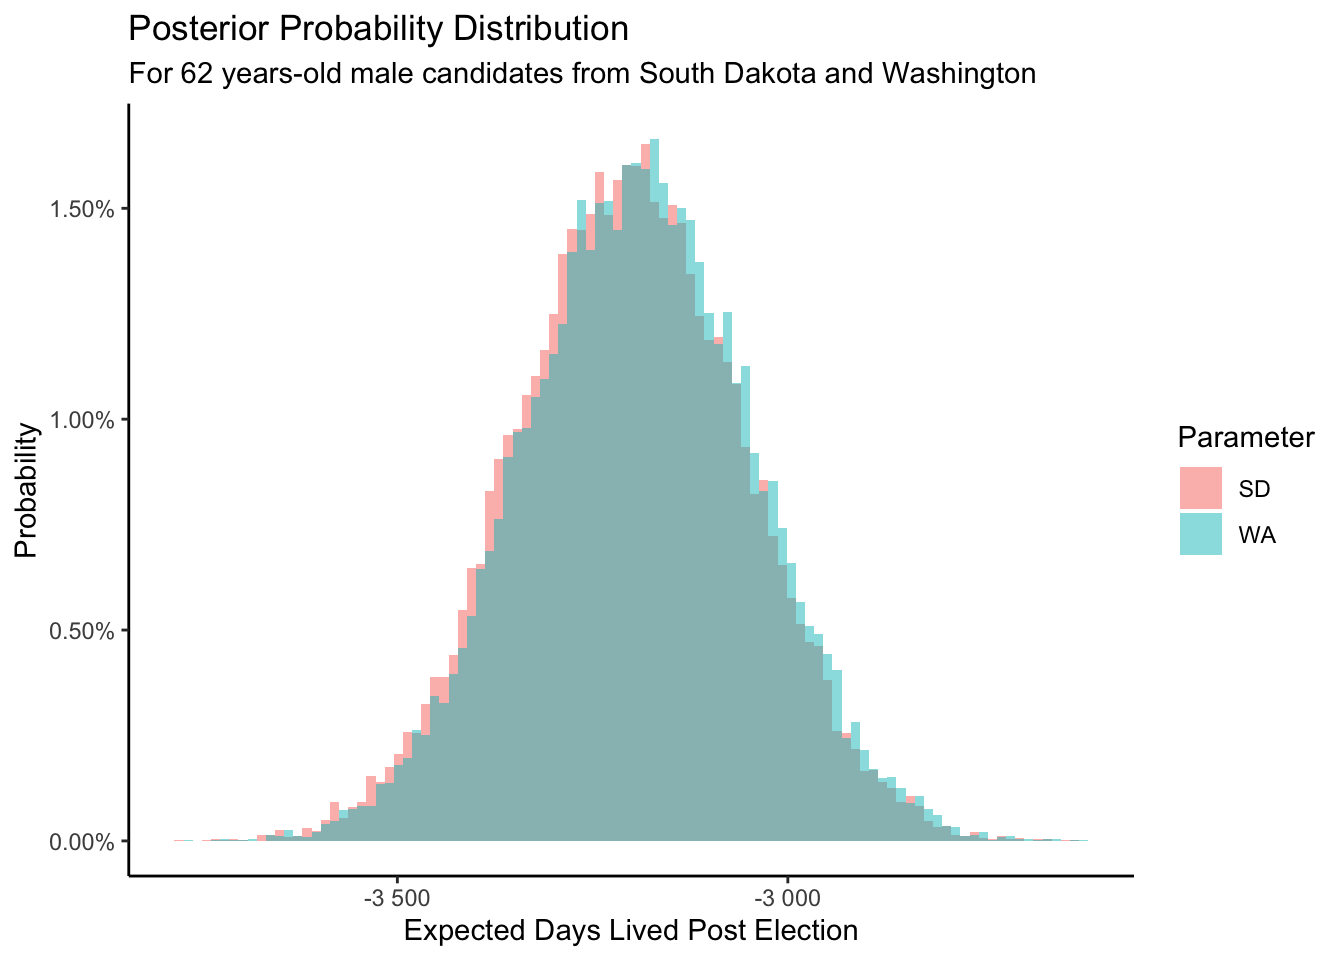 Posterior Probability Distribution
For 62 years-old male candidates from South Dakota and Washington
Probability
1.50%
1.00%
0.50%
0.00%
-3 500
-3 000
Expected Days Lived Post Election
Parameter
SD
WA